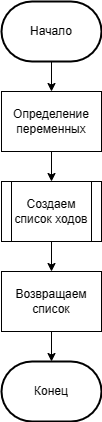 Начало
Определение
переменных
Создаем
список ходов
Возвращаем
список
Конец